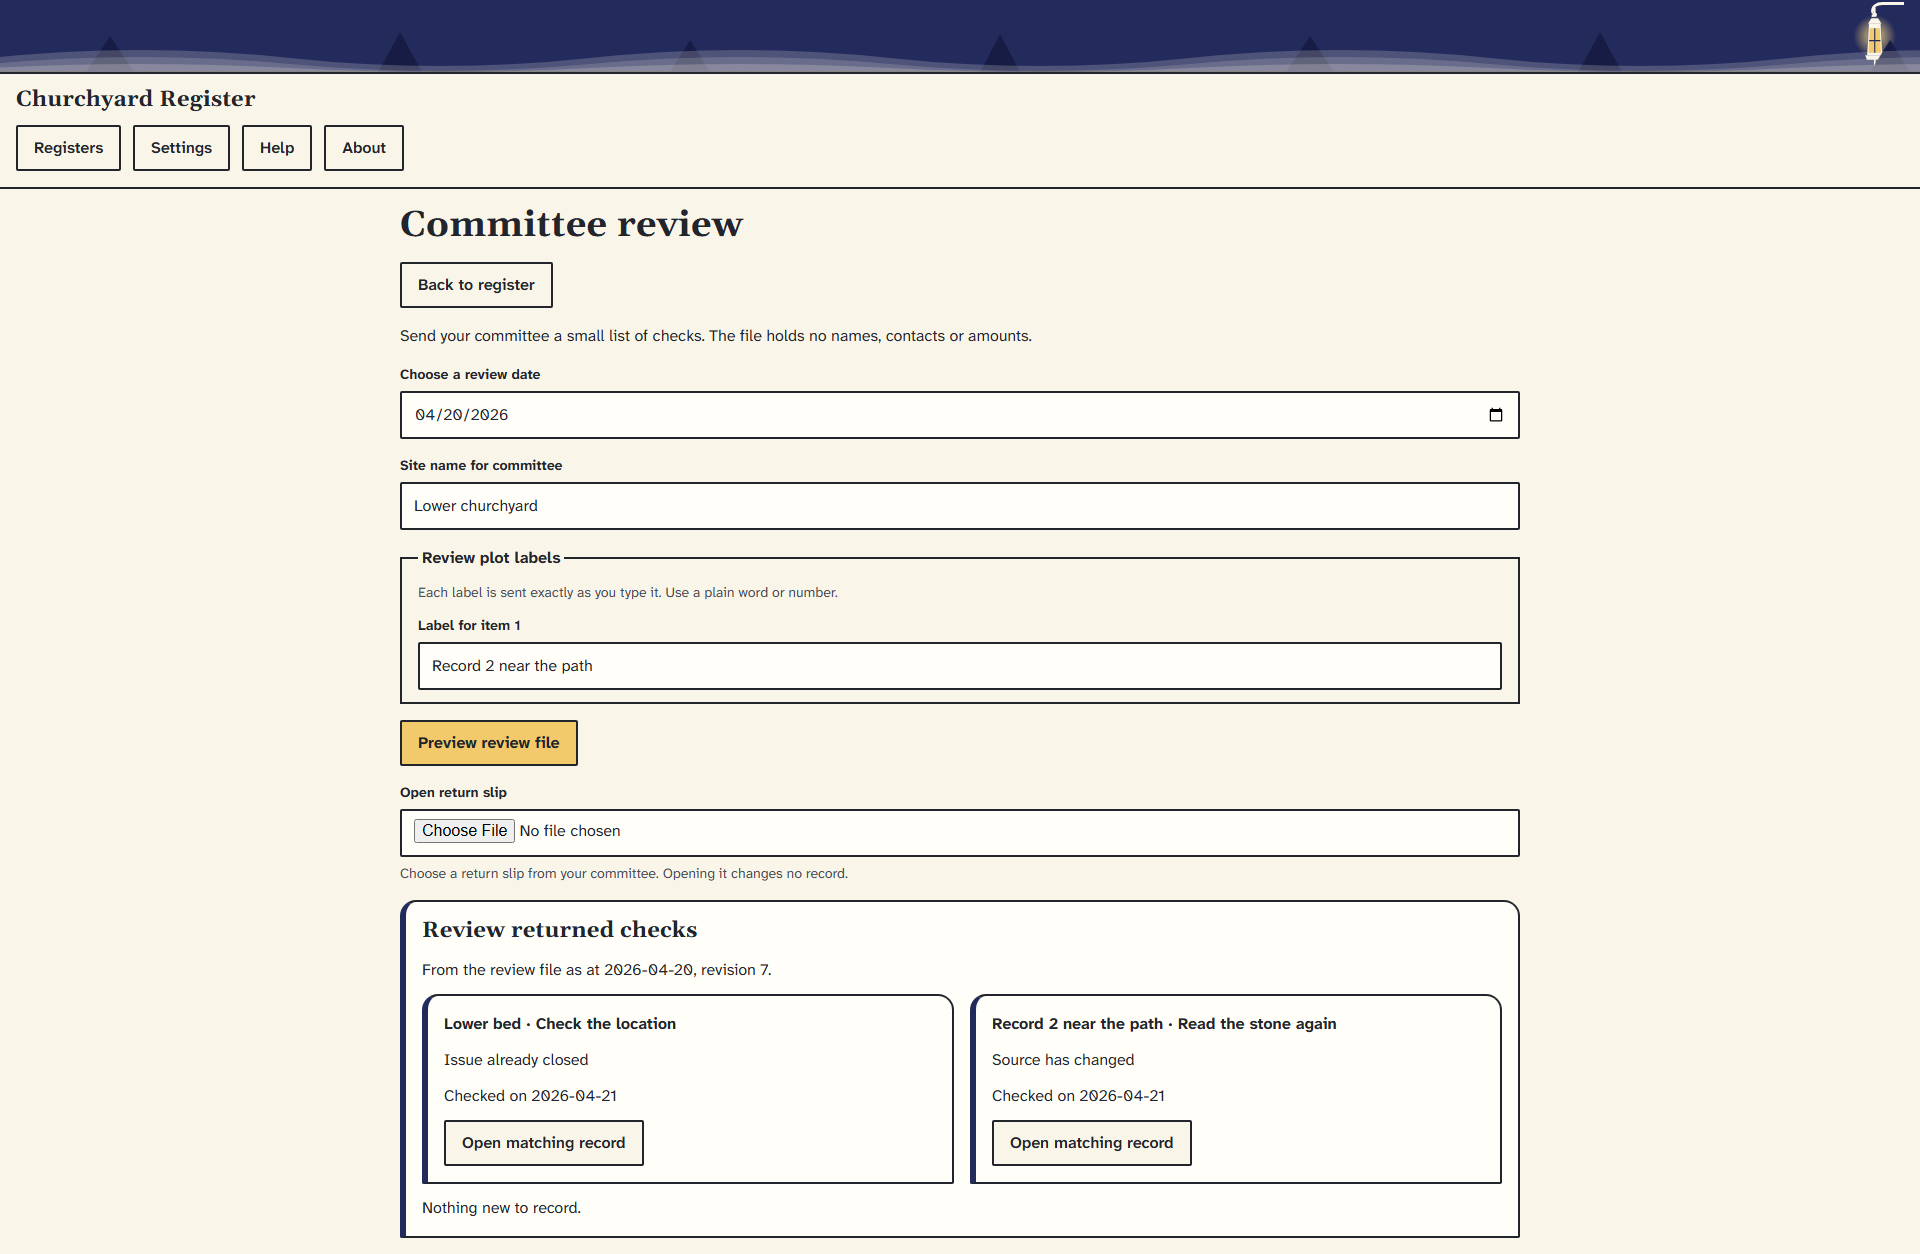 Churchyard Register
Registers
Settings
Help
About
Committee review
Back to register
Send your committee a small list of checks. The file holds no names, contacts or amounts.
Choose a review date
04/20/2026
Site name for committee
Lower churchyard
Review plot labels
Each label is sent exactly as you type it. Use a plain word or number.
Label for item 1
Record 2 near the path
Preview review file
Open return slip
Choose File No file chosen
Choose a return slip from your committee. Opening it changes no record.
Review returned checks
From the review file as at 2026-04-20, revision 7.
Lower bed · Check the location
Issue already closed
Checked on 2026-04-21
Open matching record
Record 2 near the path · Read the stone again
Source has changed
Checked on 2026-04-21
Open matching record
Nothing new to record.